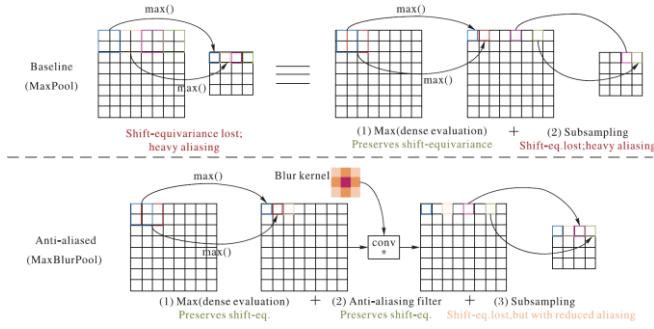 max()
max()
Baseline
(MaxPool)
max()
max()
Shift-equivariance lost;
heavy aliasing
(1) Max(dense evaluation) + (2) Subsampling
Preserves shift-equivariance Shift-eq.lost;heavy aliasing
Blur kernel
max()
Anti-aliased
(MaxBlurPool)
max()
conv
*
(1) Max(dense evaluation) + (2) Anti-aliasing filter + (3) Subsampling
Preserves shift-eq. Preserves shift-eq. Shift-eq.lost,but with reduced aliasing